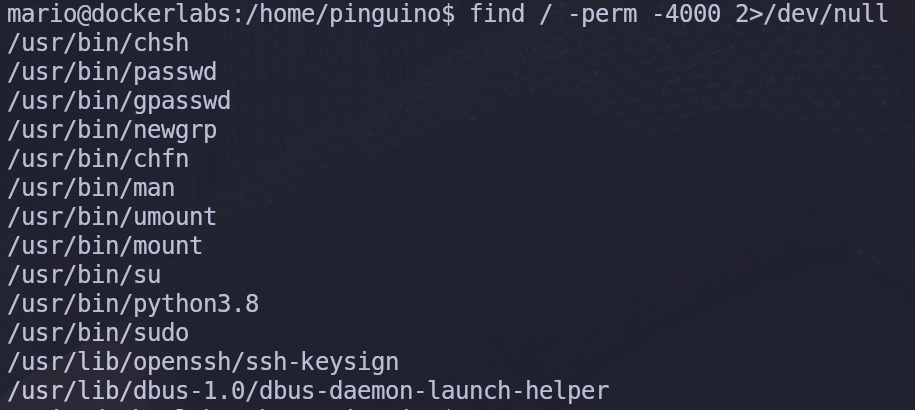 mario@dockerlabs:/home/pinguino$ find / -perm -4000 2>/dev/null
/usr/bin/chsh
/usr/bin/passwd
/usr/bin/gpasswd
/usr/bin/newgrp
/usr/bin/chfn
/usr/bin/man
/usr/bin/umount
/usr/bin/mount
/usr/bin/su
/usr/bin/python3.8
/usr/bin/sudo
/usr/lib/openssh/ssh-keysign
/usr/lib/dbus-1.0/dbus-daemon-launch-helper